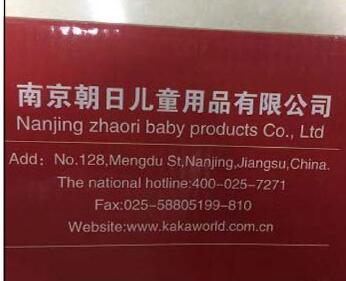 南京朝日儿童用品有限公司
Nanjing zhaori baby products Co., Ltd
Add：No.128,Mengdu St,Nanjing,Jiangsu,China.
The national hotline:400-025-7271
Fax:025-58805199-810
Website:www.kakaworld.com.cn